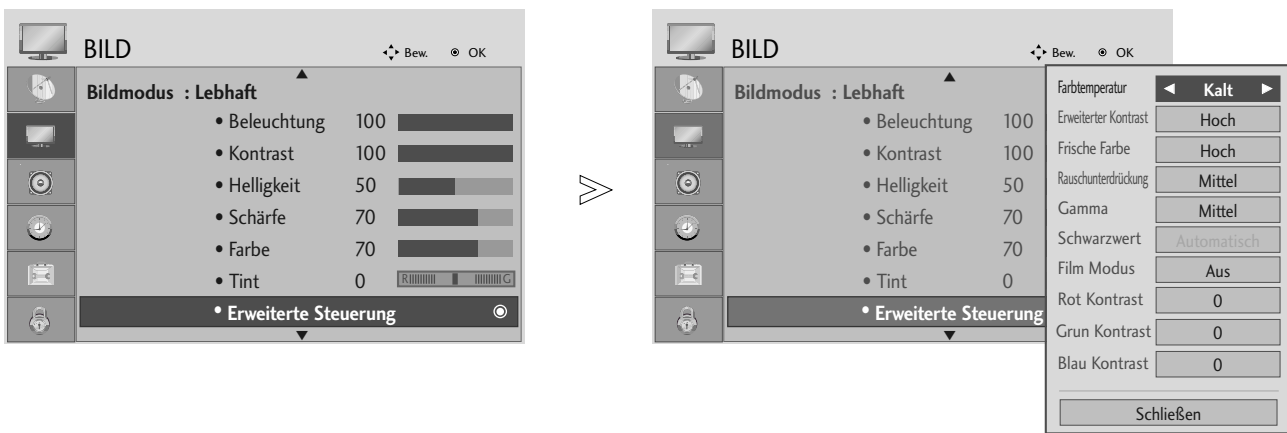 BILD
Bew. OK
Bildmodus : Lebhaft
• Beleuchtung 100
• Kontrast 100
• Helligkeit 50
• Schärfe 70
• Farbe 70
• Tint 0 R G
• Erweiterte Steuerung
BILD
Bew. OK
Bildmodus : Lebhaft
• Beleuchtung 100
• Kontrast 100
• Helligkeit 50
• Schärfe 70
• Farbe 70
• Tint 0
• Erweiterte Steuerung
Farbtemperatur ◄ Kalt ►
Erweiterter Kontrast Hoch
Frische Farbe Hoch
Rauschunterdrückung Mittel
Gamma Mittel
Schwarzwert Automatisch
Film Modus Aus
Rot Kontrast 0
Grun Kontrast 0
Blau Kontrast 0
Schließen